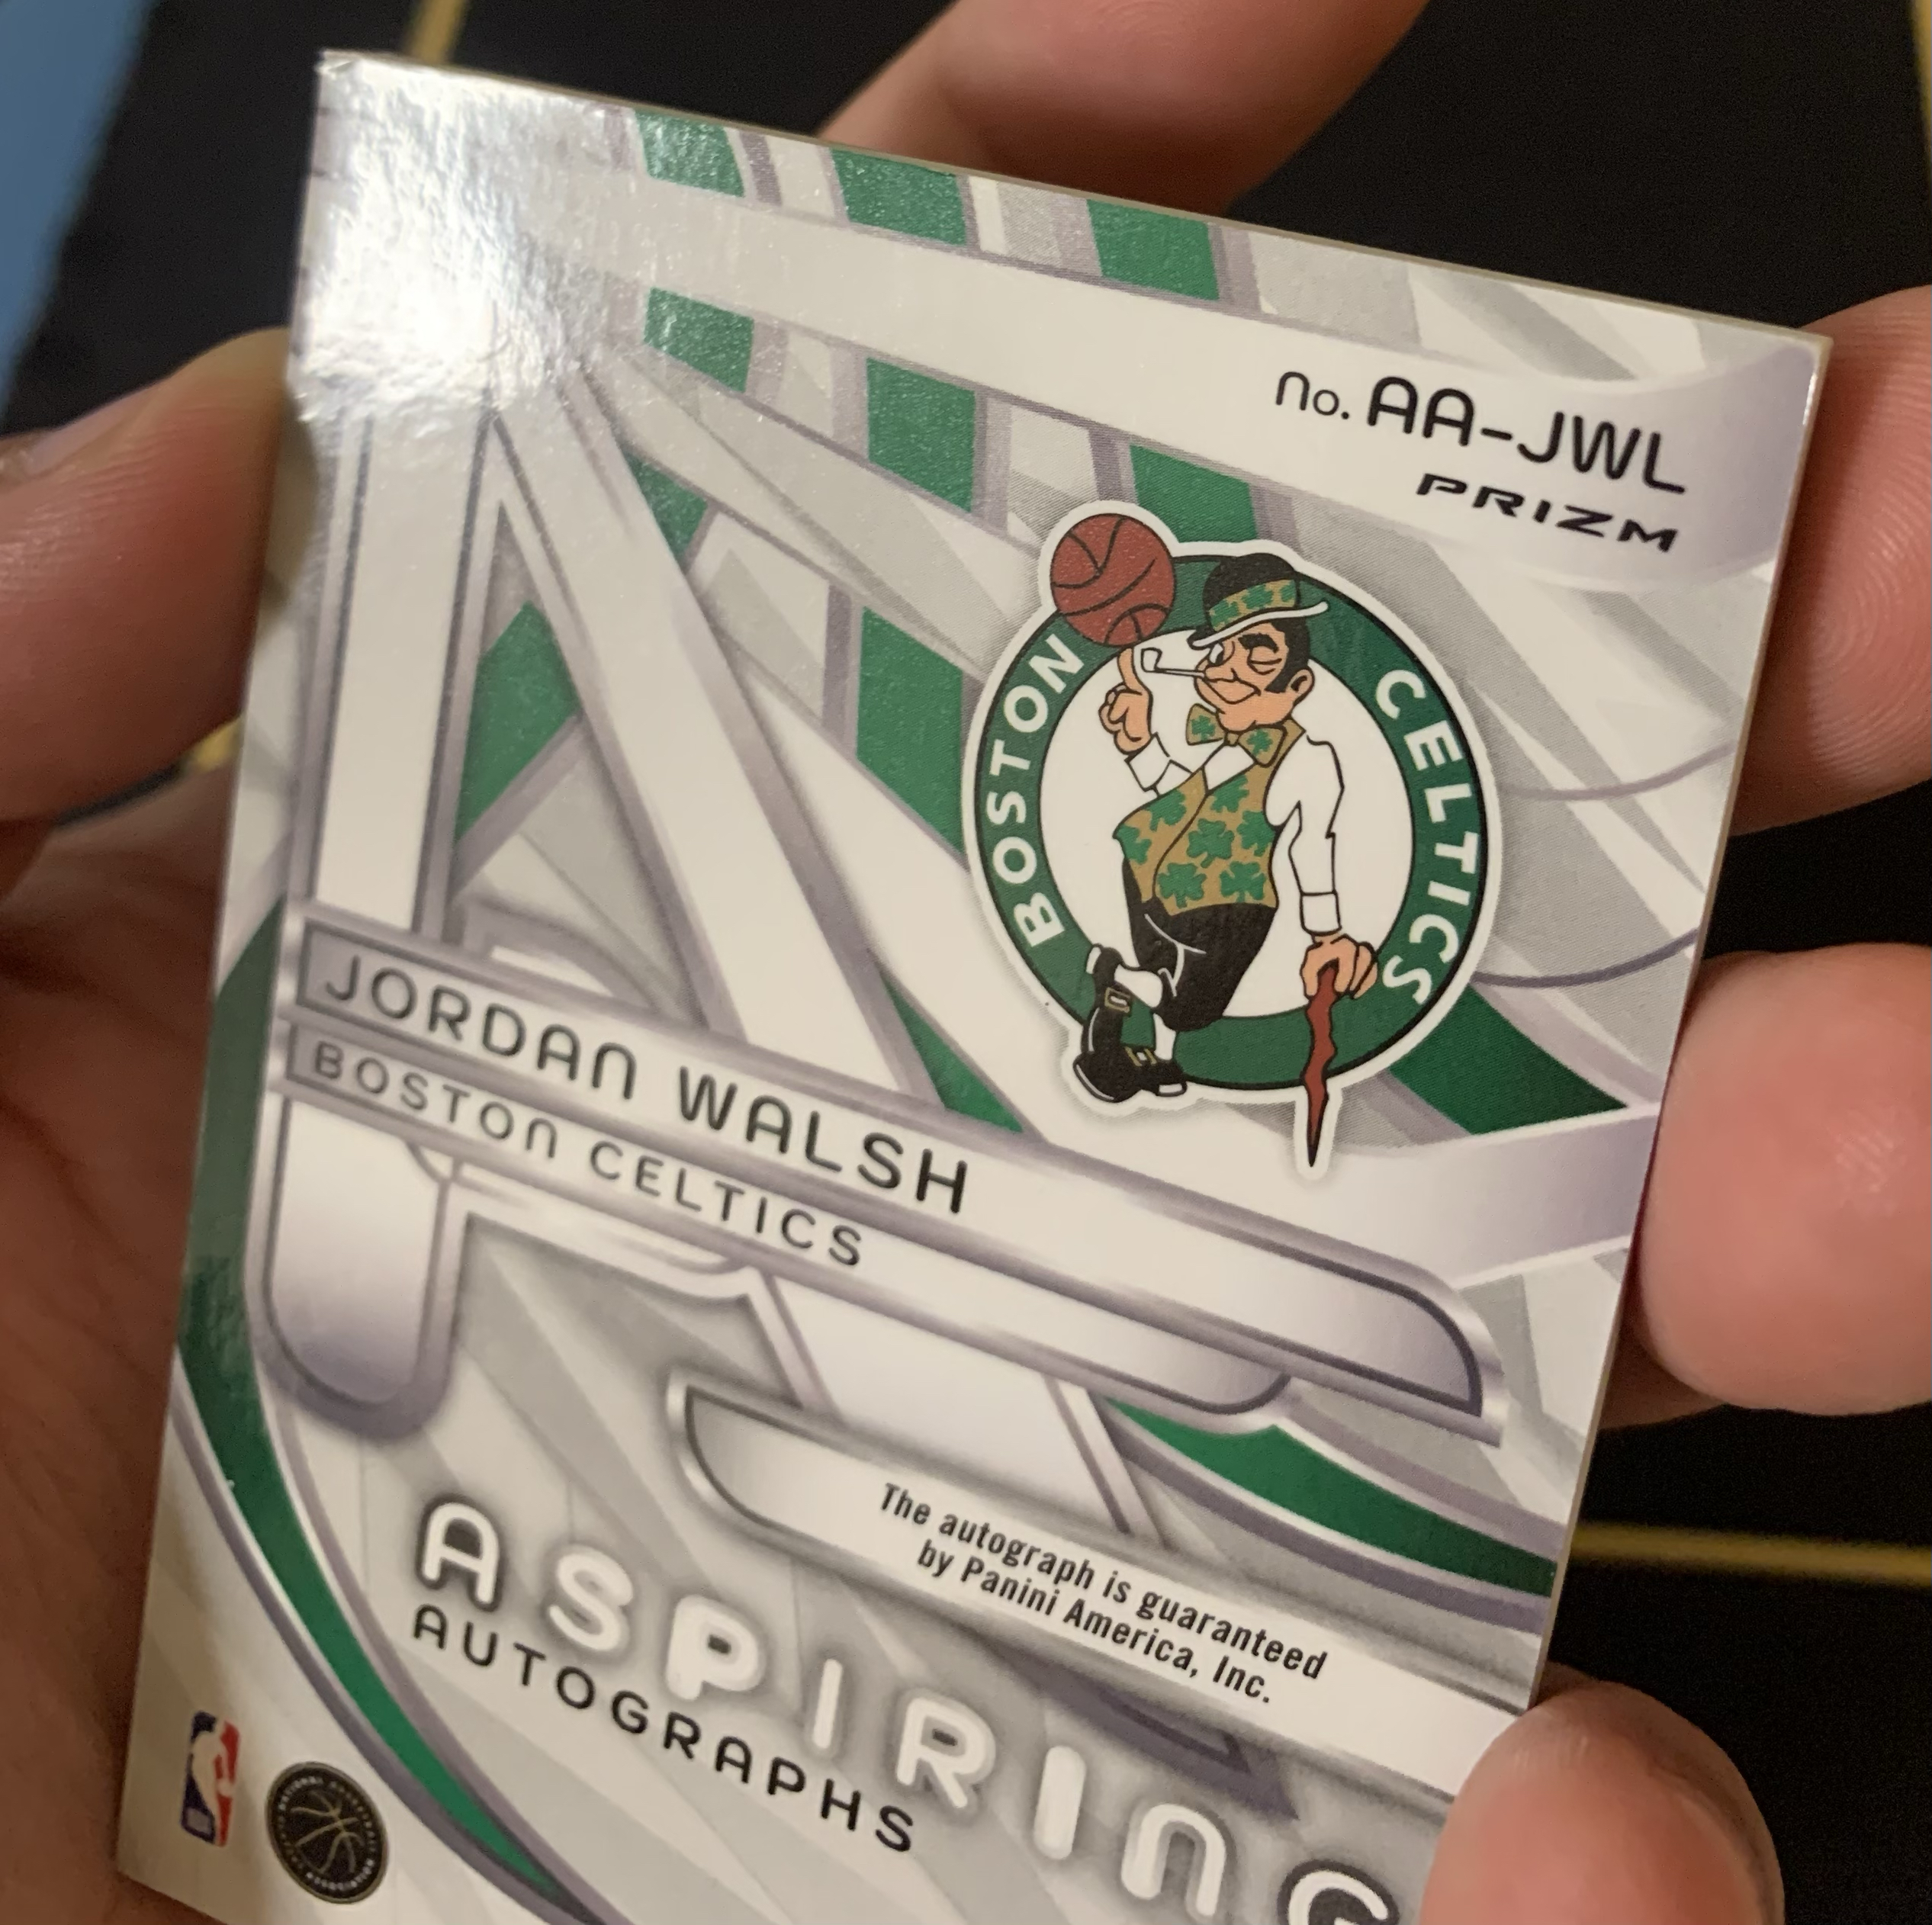 No. AA-JWL
PRIZM
BOSTON CELTICS
JORDAN WALSH
BOSTON CELTICS
The autograph is guaranteed
by Panini America, Inc.
ASPIRING
AUTOGRAPHS